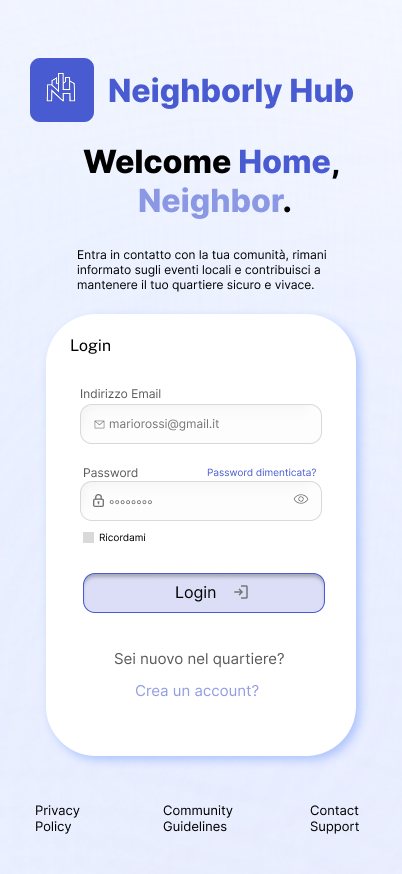 Neighborly Hub
Welcome Home,
Neighbor.
Entra in contatto con la tua comunità, rimani
informato sugli eventi locali e contribuisci a
mantenere il tuo quartiere sicuro e vivace.
Login
Indirizzo Email
mariorossi@gmail.it
Password
Password dimenticata?
Ricordami
Login
Sei nuovo nel quartiere?
Crea un account?
Privacy
Policy
Community
Guidelines
Contact
Support